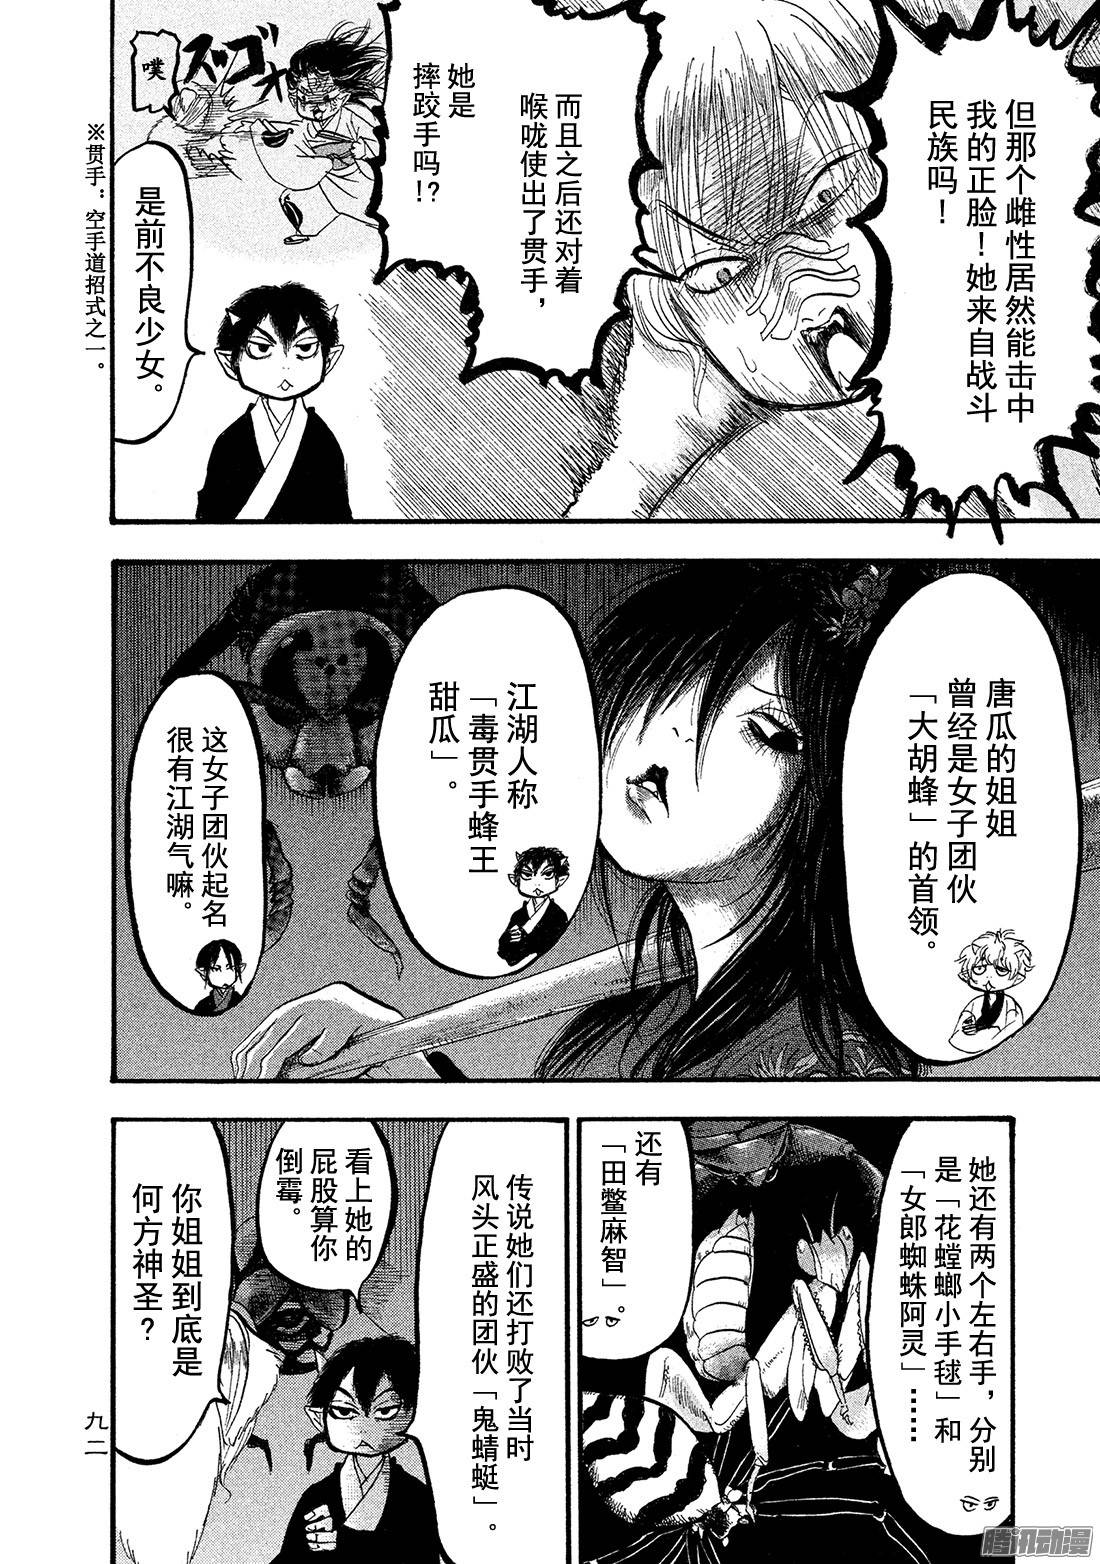 但那个雌性居然能击中
我的正脸！她来自战斗
民族吗！
而且之后还对着
喉咙使出了贯手，
她是
摔跤手吗!?
ズゴォ
噗
是前不良少女。
※贯手：空手道招式之一。
唐瓜的姐姐
曾经是女子团伙
「大胡蜂」的首领。
江湖人称
「毒贯手蜂王
甜瓜」。
这女子团伙起名
很有江湖气嘛。
她还有两个左右手，分别
是「花螳螂小手毬」和
「女郎蜘蛛阿灵」……
还有
「田鳖麻智」。
传说她们还打败了当时
风头正盛的团伙「鬼蜻蜓」。
看上她的
屁股算你
倒霉。
你姐姐到底是
何方神圣？
九二
腾讯动漫